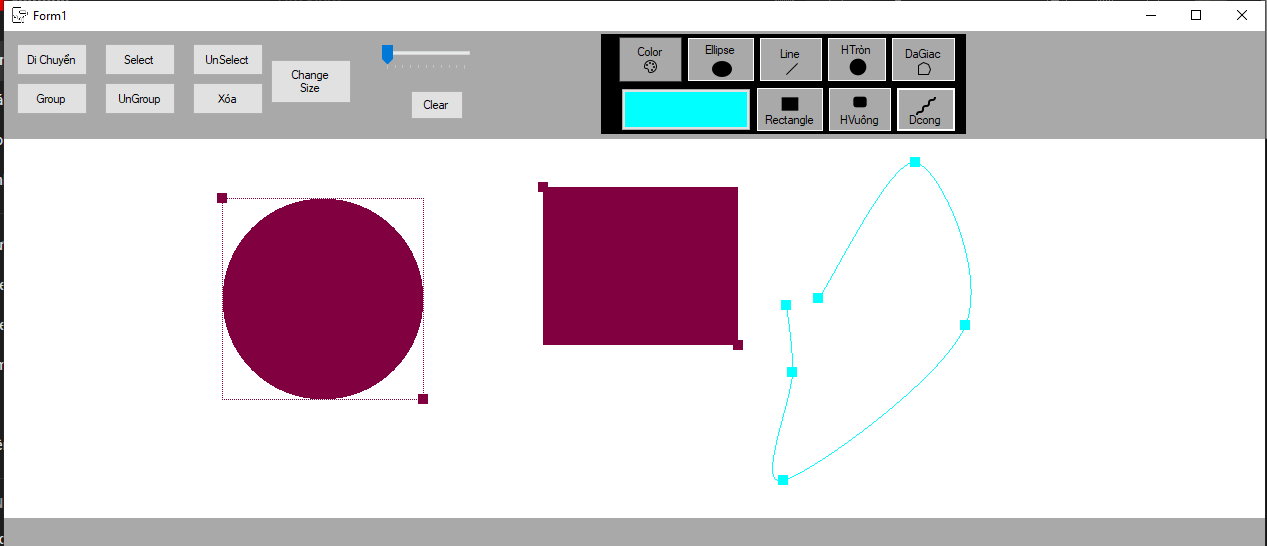 Form1
Di Chuyển
Select
UnSelect
Group
UnGroup
Xóa
Change
Size
Clear
Color
Ellipse
Line
HTròn
DaGiac
Rectangle
HVuông
Dcong